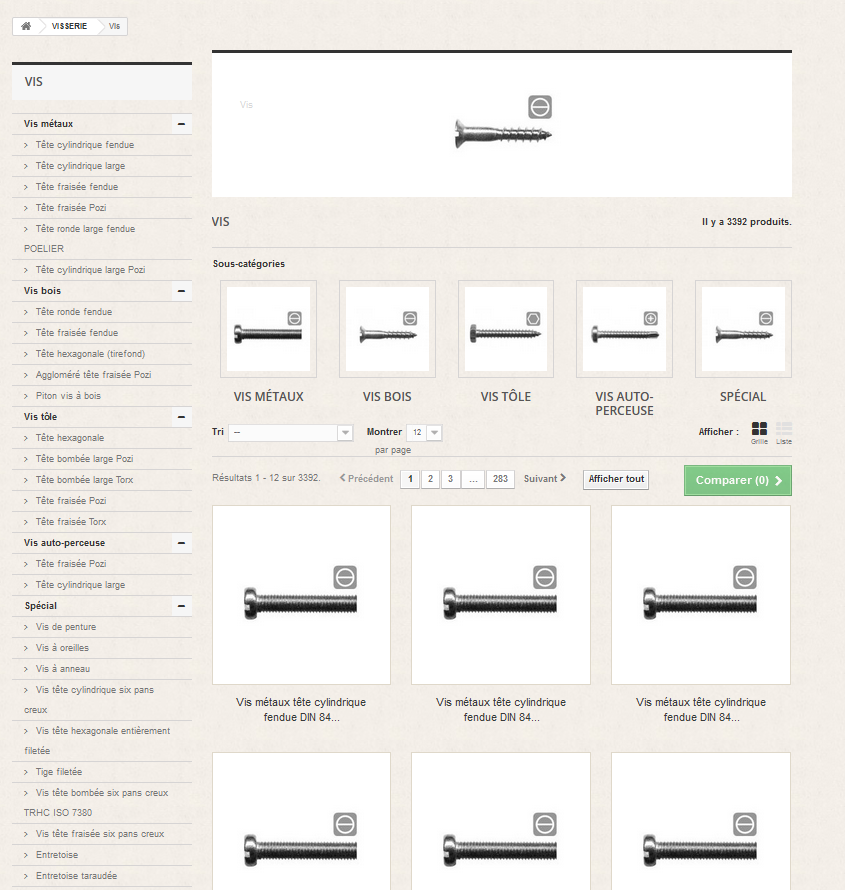 VISSERIE
Vis
VIS
Vis métaux
Tête cylindrique fendue
Tête cylindrique large
Tête fraisée fendue
Tête fraisée Pozi
Tête ronde large fendue
POELIER
Tête cylindrique large Pozi
Vis bois
Tête ronde fendue
Tête fraisée fendue
Tête hexagonale (tirefond)
Aggloméré tête fraisée Pozi
Piton vis à bois
Vis tôle
Tête hexagonale
Tête bombée large Pozi
Tête bombée large Torx
Tête fraisée Pozi
Tête fraisée Torx
Vis auto-perceuse
Tête fraisée Pozi
Tête cylindrique large
Spécial
Vis de penture
Vis à oreilles
Vis à anneau
Vis tête cylindrique six pans
creux
Vis tête hexagonale entièrement
filetée
Tige filetée
Vis tête bombée six pans creux
TRHC ISO 7380
Vis tête fraisée six pans creux
Entretoise
Entretoise taraudée
Vis
VIS
Il y a 3392 produits.
Sous-catégories
VIS MÉTAUX
VIS BOIS
VIS TÔLE
VIS AUTO-
PERCEUSE
SPÉCIAL
Tri
--
Montrer
12
par page
Afficher :
Grille
Liste
Résultats 1 - 12 sur 3392.
Précédent
1
2
3
...
283
Suivant
Afficher tout
Comparer (0)
Vis métaux tête cylindrique
fendue DIN 84...
Vis métaux tête cylindrique
fendue DIN 84...
Vis métaux tête cylindrique
fendue DIN 84...